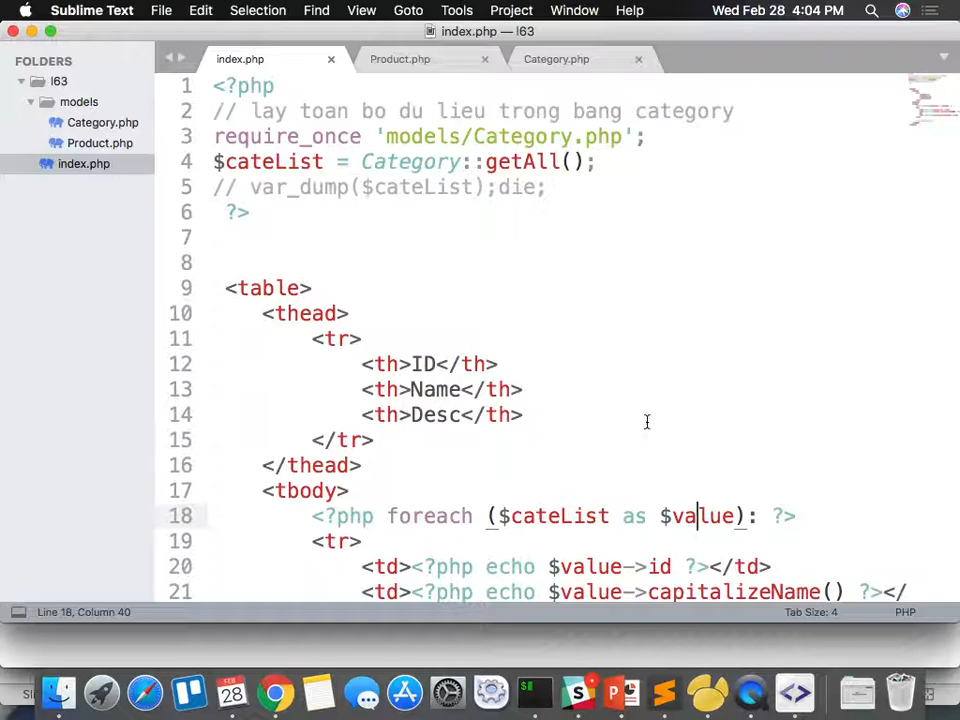 Sublime Text File Edit Selection Find View Goto Tools Project Window Help Wed Feb 28 4:04 PM
index.php — l63
FOLDERS
l63
models
Category.php
Product.php
index.php
index.php × Product.php × Category.php ×
1 <?php
2 // lay toan bo du lieu trong bang category
3 require_once 'models/Category.php';
4 $cateList = Category::getAll();
5 // var_dump($cateList);die;
6 ?>
7
8
9 <table>
10 <thead>
11 <tr>
12 <th>ID</th>
13 <th>Name</th>
14 <th>Desc</th>
15 </tr>
16 </thead>
17 <tbody>
18 <?php foreach ($cateList as $value): ?>
19 <tr>
20 <td><?php echo $value->id ?></td>
21 <td><?php echo $value->capitalizeName() ?></
Line 18, Column 40 Tab Size: 4 PHP
28